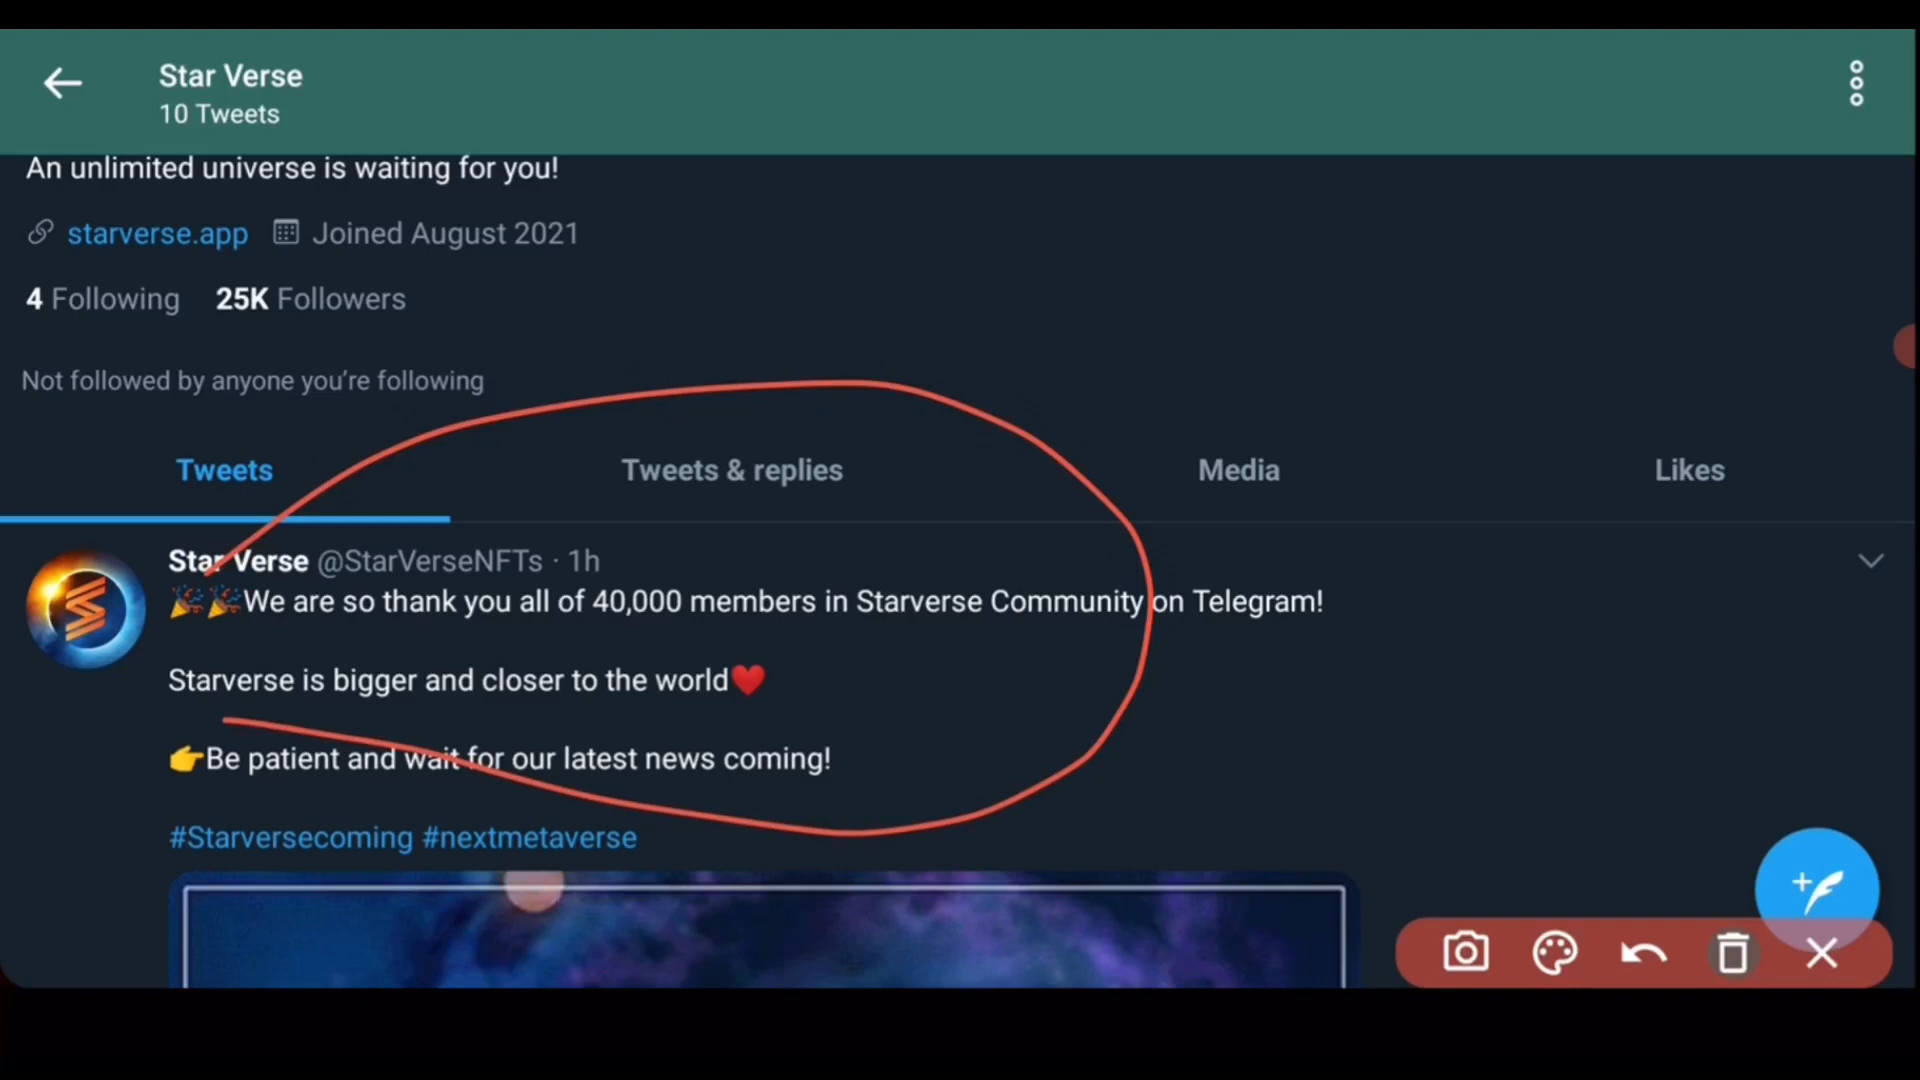 Star Verse
10 Tweets
An unlimited universe is waiting for you!
starverse.app Joined August 2021
4 Following 25K Followers
Not followed by anyone you’re following
Tweets Tweets & replies Media Likes
Star Verse @StarVerseNFTs · 1h
🎉🎉We are so thank you all of 40,000 members in Starverse Community on Telegram!
Starverse is bigger and closer to the world❤️
👉Be patient and wait for our latest news coming!
#Starversecoming #nextmetaverse